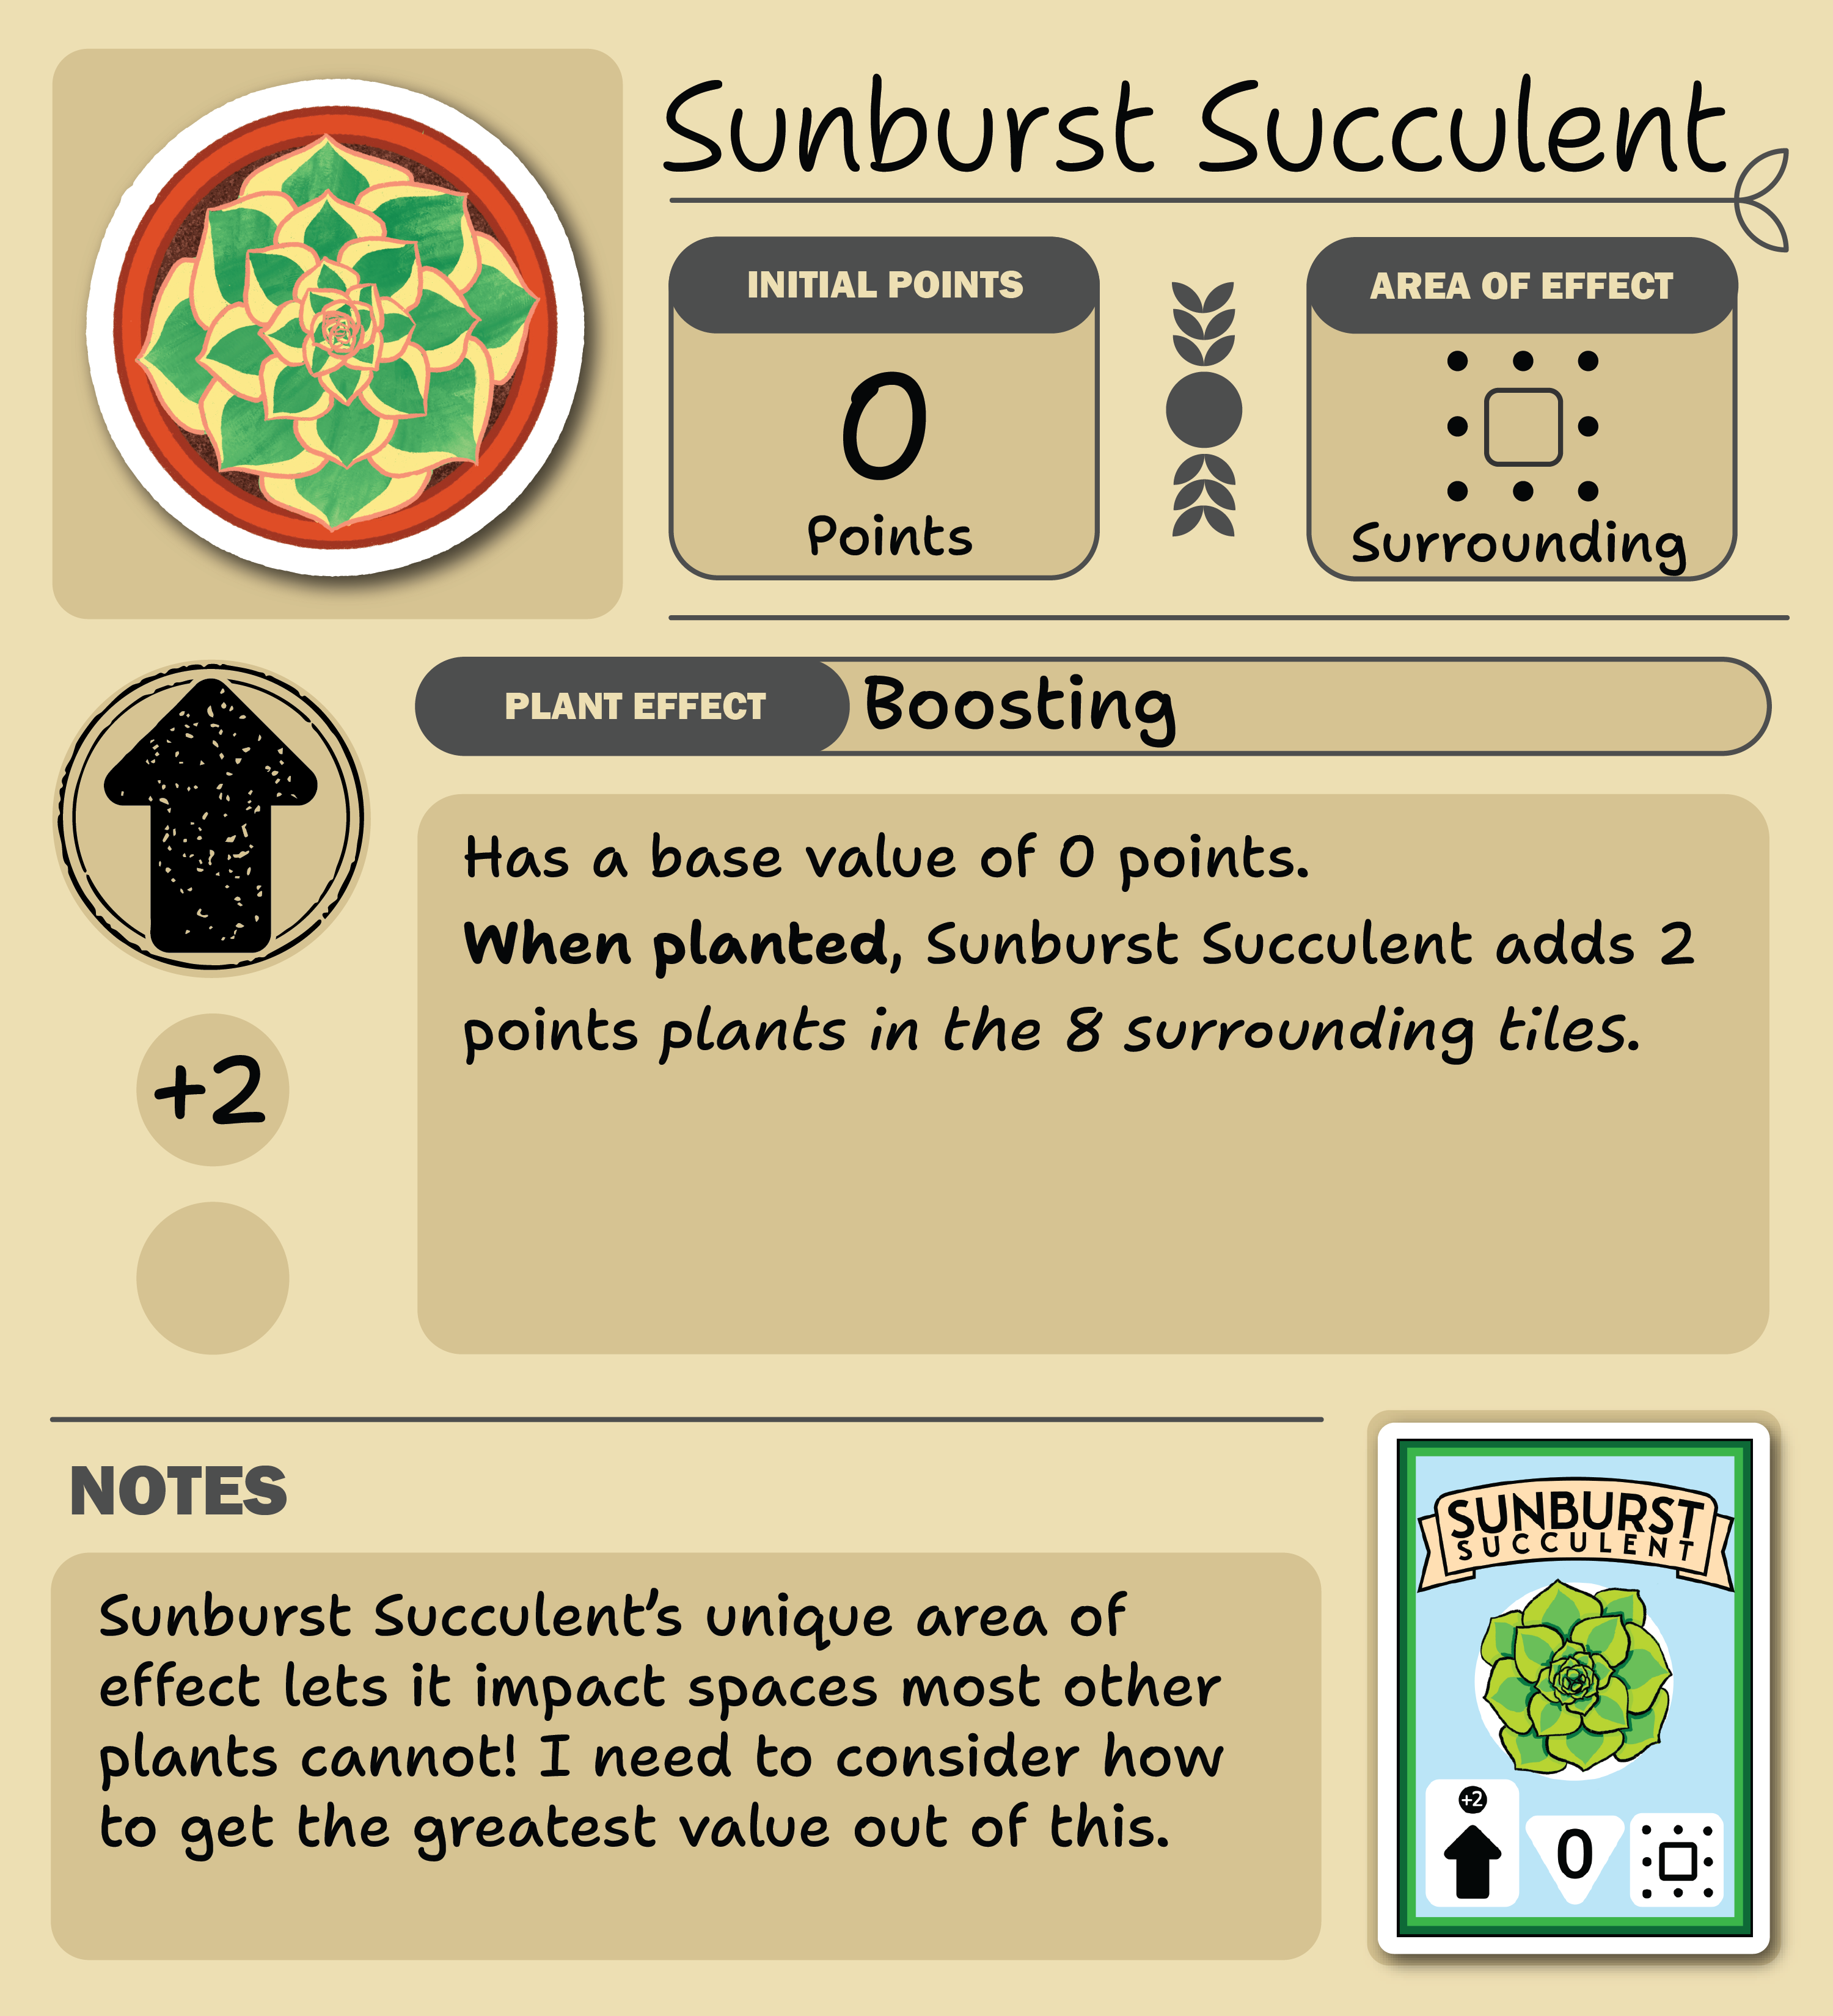 Sunburst Succulent
INITIAL POINTS
0
Points
AREA OF EFFECT
Surrounding
PLANT EFFECT
Boosting
Has a base value of 0 points.
When planted, Sunburst Succulent adds 2
points plants in the 8 surrounding tiles.
+2
NOTES
Sunburst Succulent’s unique area of
effect lets it impact spaces most other
plants cannot! I need to consider how
to get the greatest value out of this.
SUNBURST
SUCCULENT
+2
0